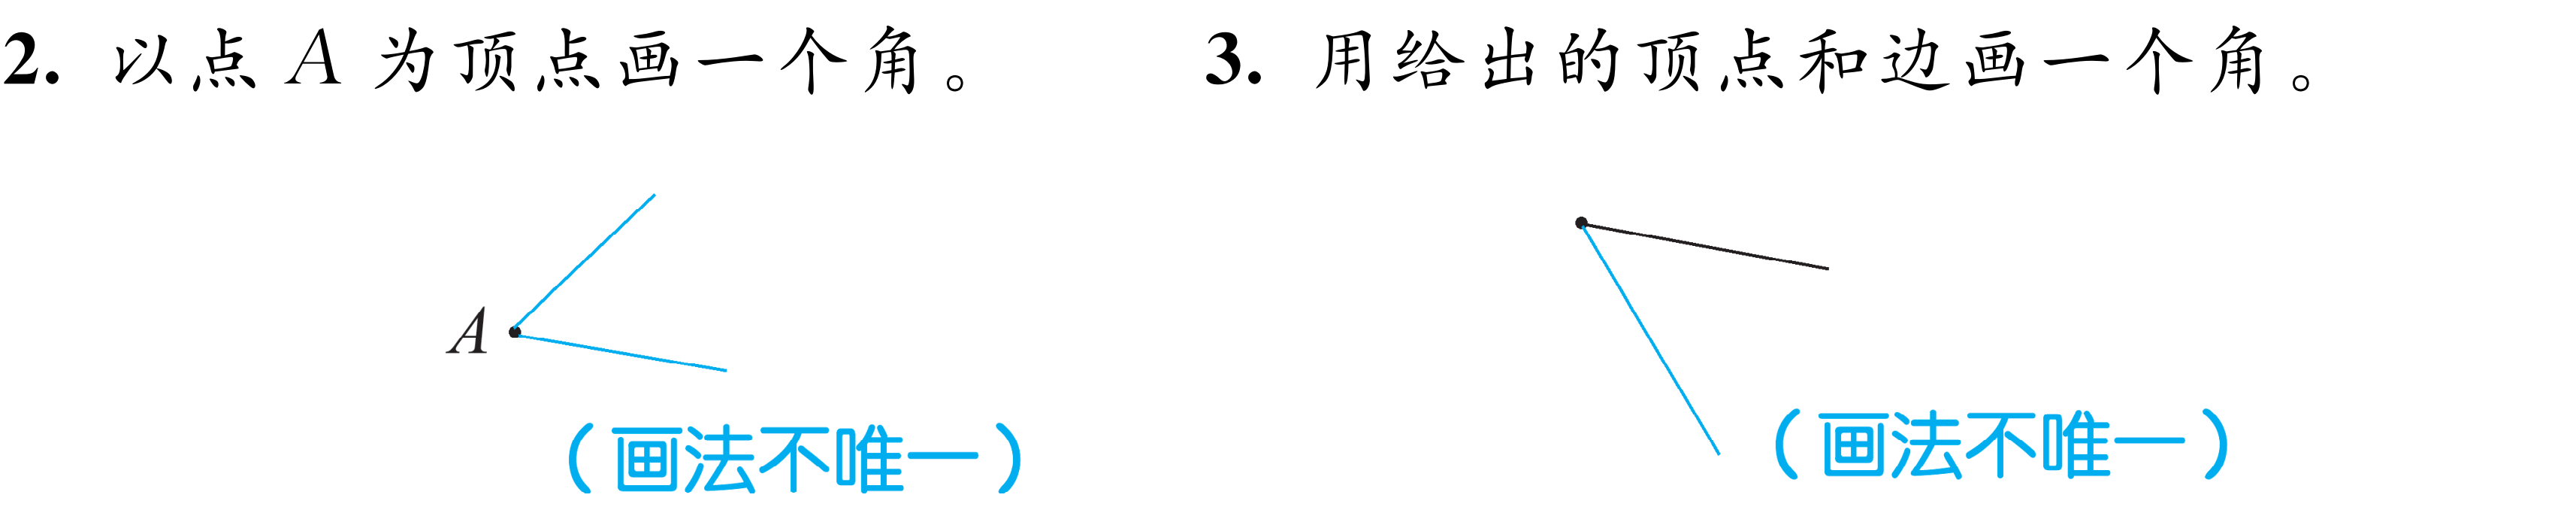 2. 以点 A 为顶点画一个角。
3. 用给出的顶点和边画一个角。
A
（画法不唯一）
（画法不唯一）